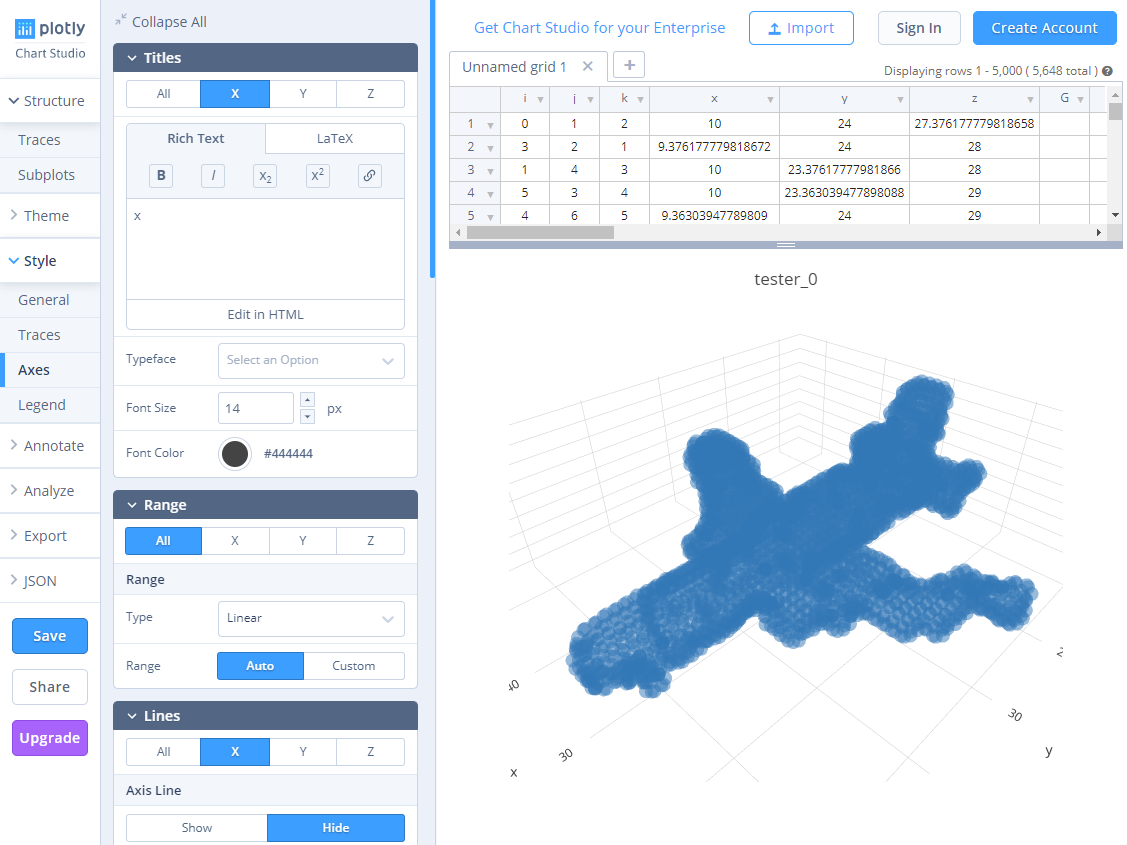 plotly
Chart Studio
Structure
Traces
Subplots
Theme
Style
General
Traces
Axes
Legend
Annotate
Analyze
Export
JSON
Save
Share
Upgrade
Collapse All
Titles
All X Y Z
Rich Text LaTeX
B I X2 X2
x
Edit in HTML
Typeface Select an Option
Font Size 14 px
Font Color #444444
Range
All X Y Z
Range
Type Linear
Range Auto Custom
Lines
All X Y Z
Axis Line
Show Hide
Get Chart Studio for your Enterprise Import Sign In Create Account
Unnamed grid 1 × +
Displaying rows 1 - 5,000 ( 5,648 total ) ?
i j k x y z G
1 0 1 2 10 24 27.376177779818658
2 3 2 1 9.376177779818672 24 28
3 1 4 3 10 23.37617777981866 28
4 5 3 4 10 23.363039477898088 29
5 4 6 5 9.36303947789809 24 29
tester_0
40
30
x
30
y